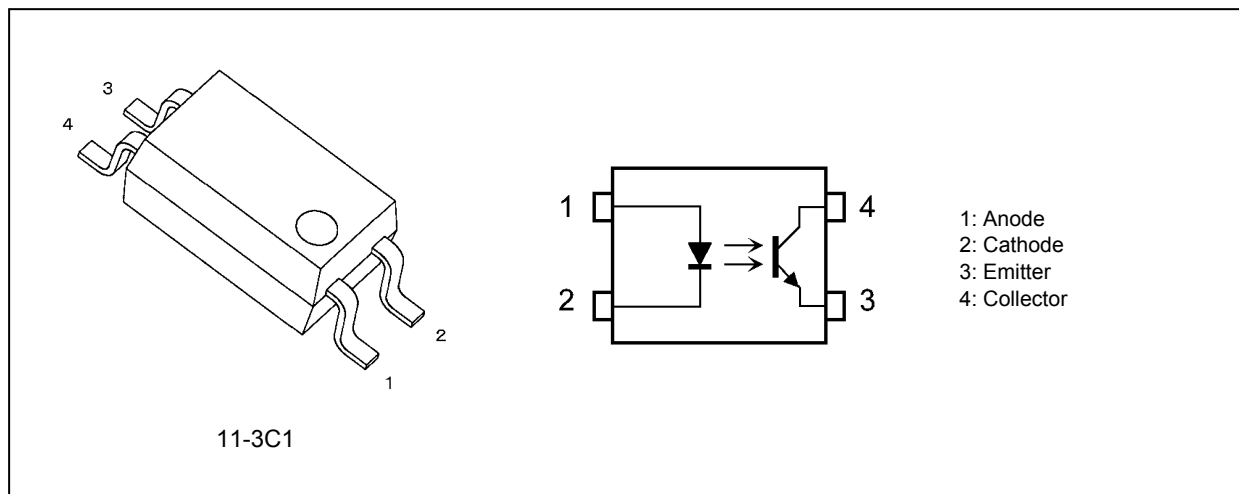 3
4
2
1
11-3C1
1
4
2
3
1: Anode
2: Cathode
3: Emitter
4: Collector